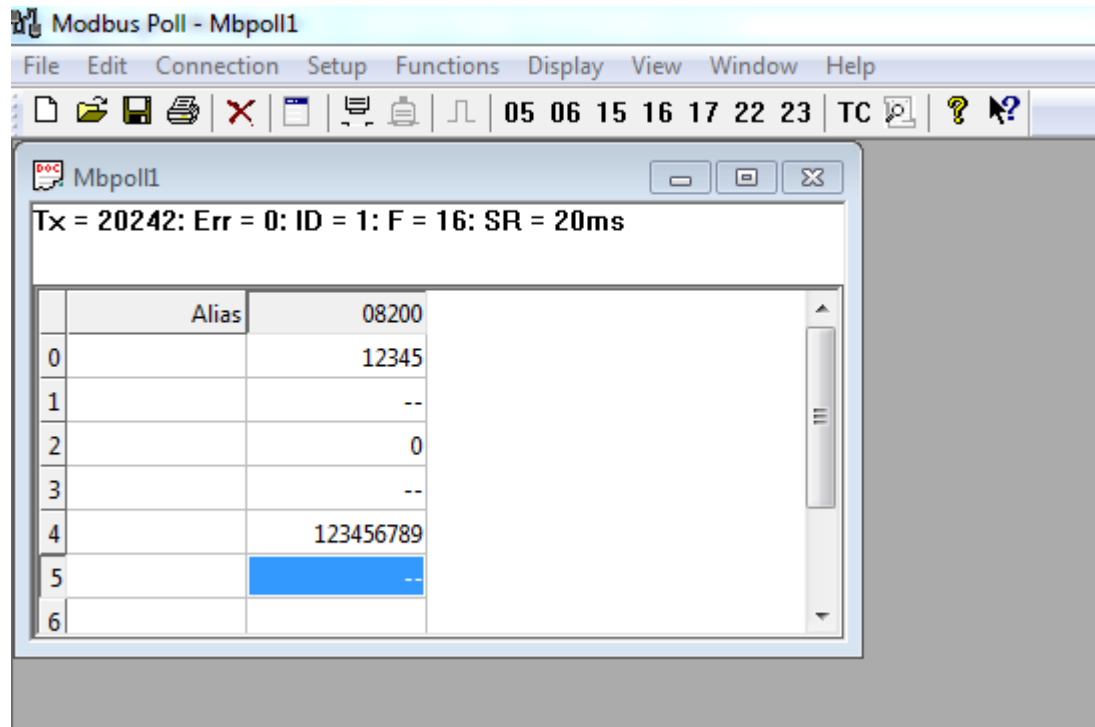 Modbus Poll - Mbpoll1
File Edit Connection Setup Functions Display View Window Help
05 06 15 16 17 22 23 TC
Mbpoll1
Tx = 20242: Err = 0: ID = 1: F = 16: SR = 20ms
Alias 08200
0 12345
1 --
2 0
3 --
4 123456789
5 --
6